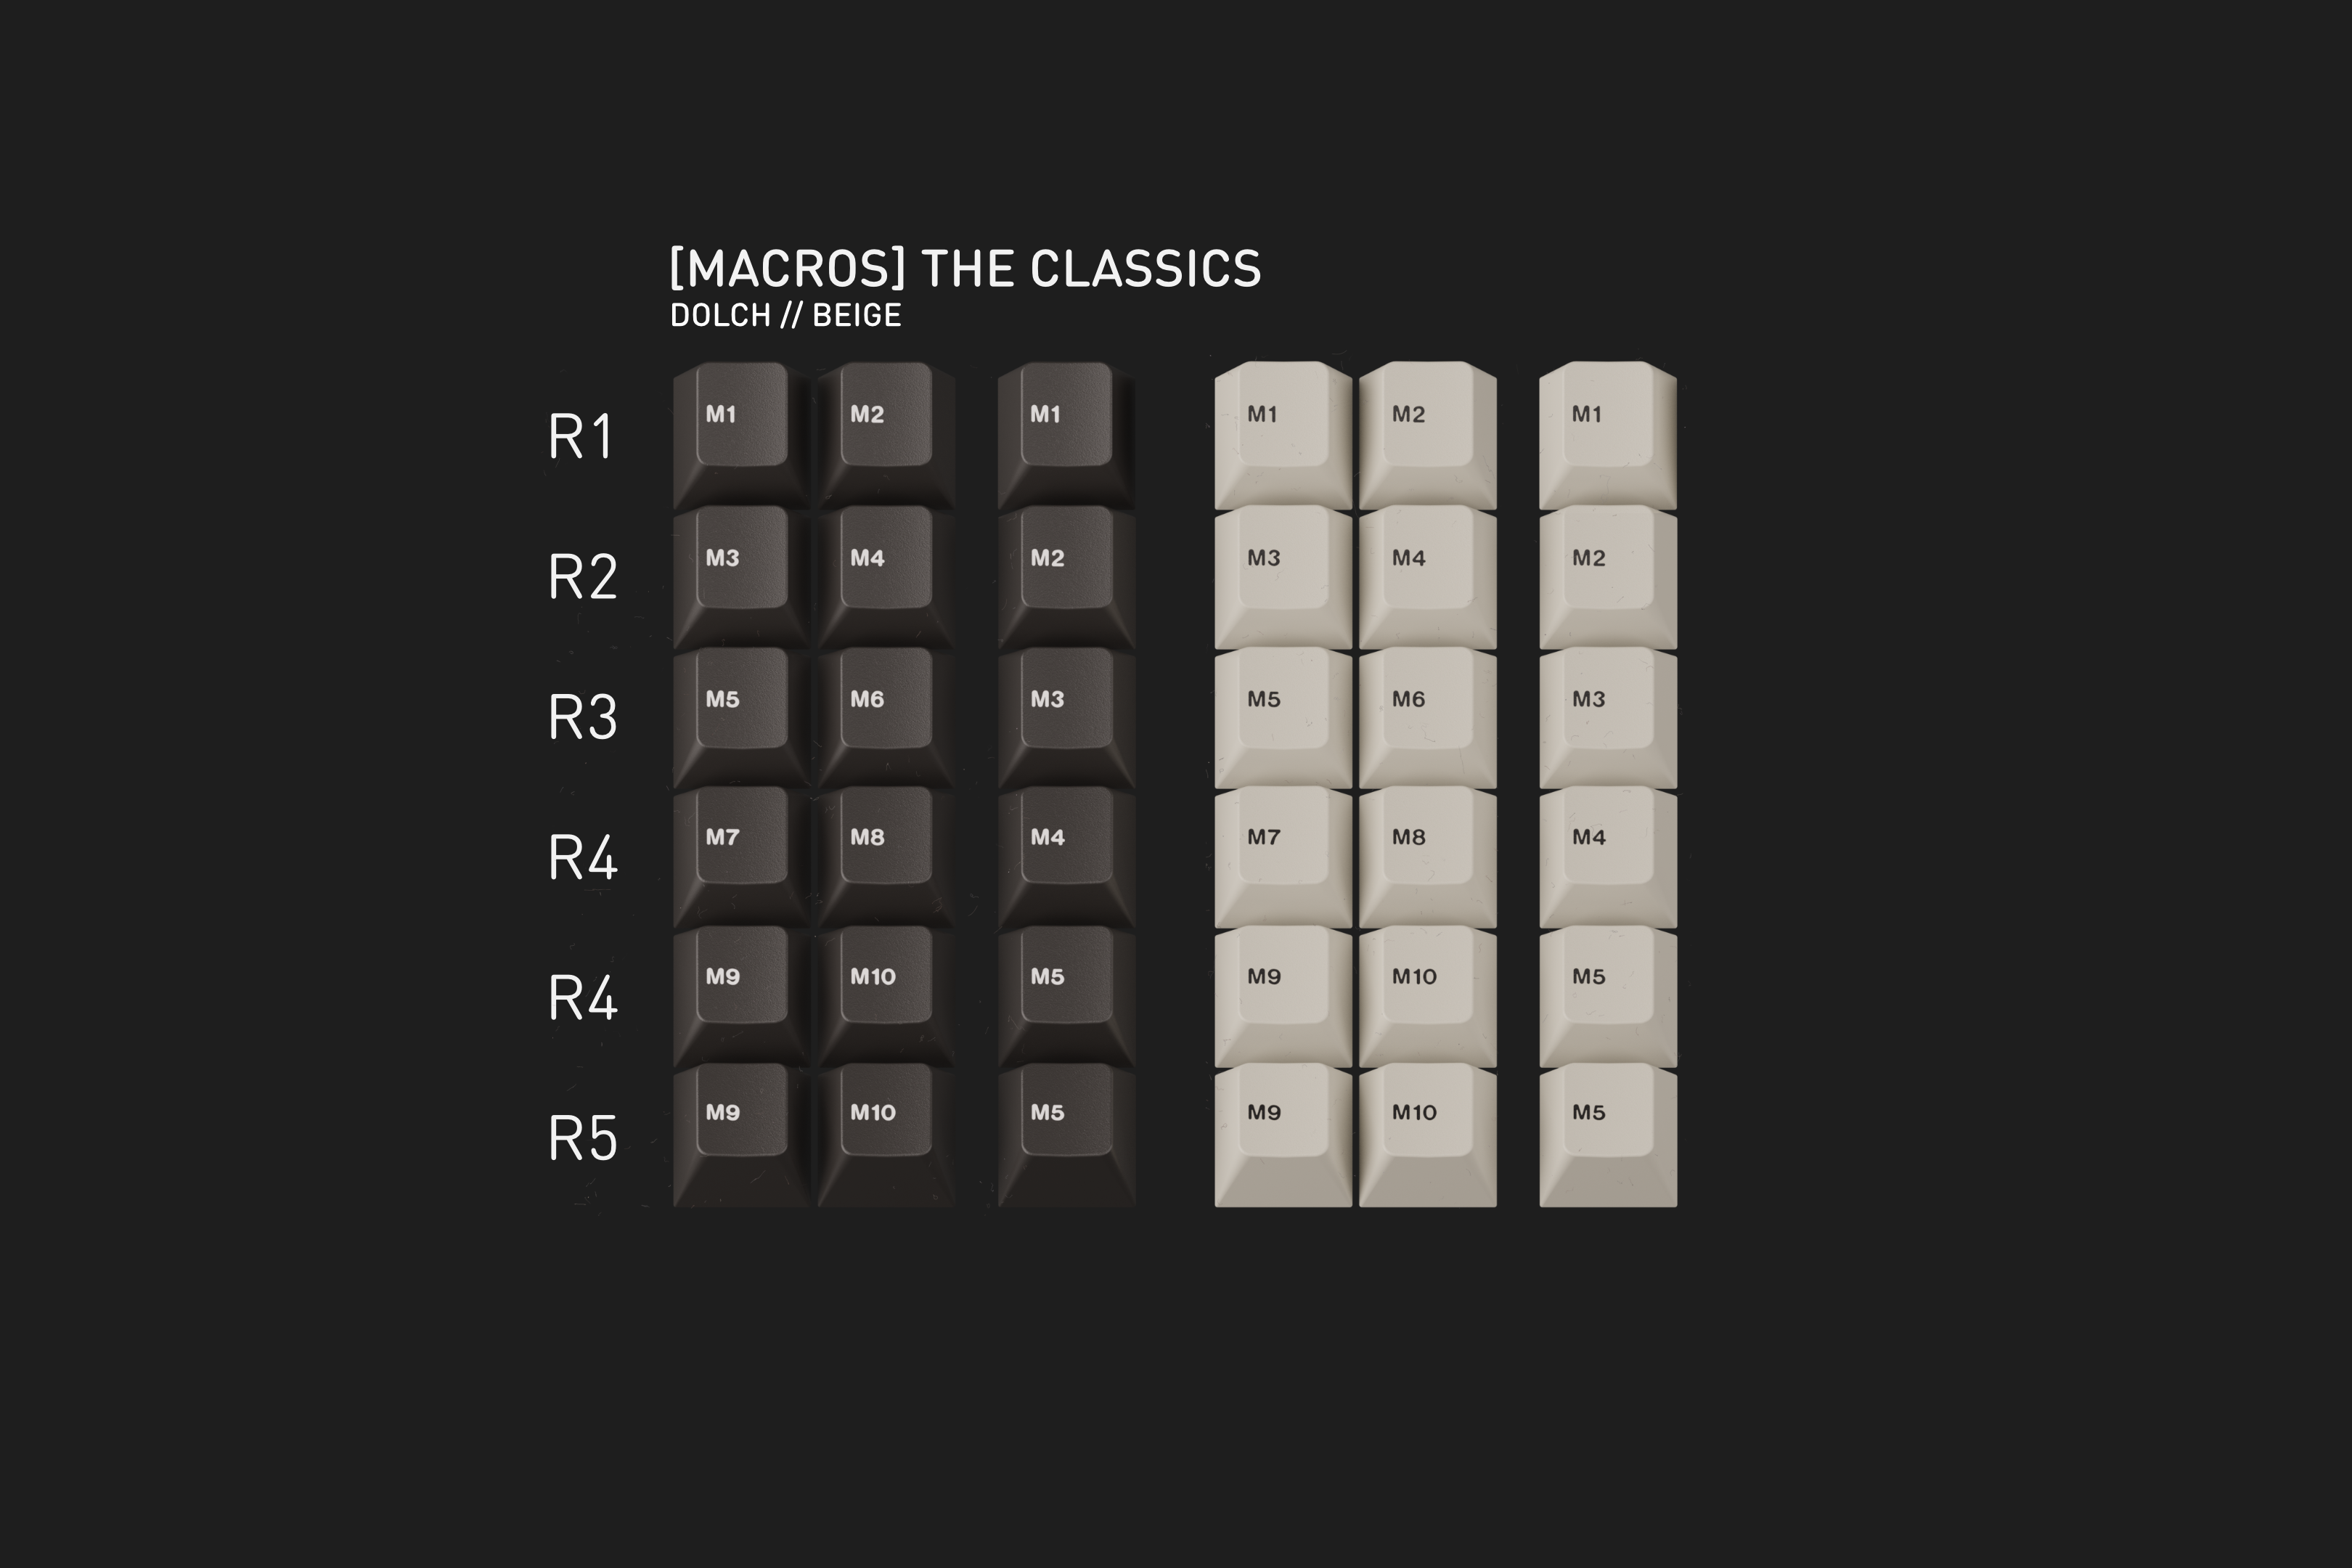 [MACROS] THE CLASSICS
DOLCH // BEIGE
R1 M1 M2 M1 M1 M2 M1
R2 M3 M4 M2 M3 M4 M2
R3 M5 M6 M3 M5 M6 M3
R4 M7 M8 M4 M7 M8 M4
R4 M9 M10 M5 M9 M10 M5
R5 M9 M10 M5 M9 M10 M5